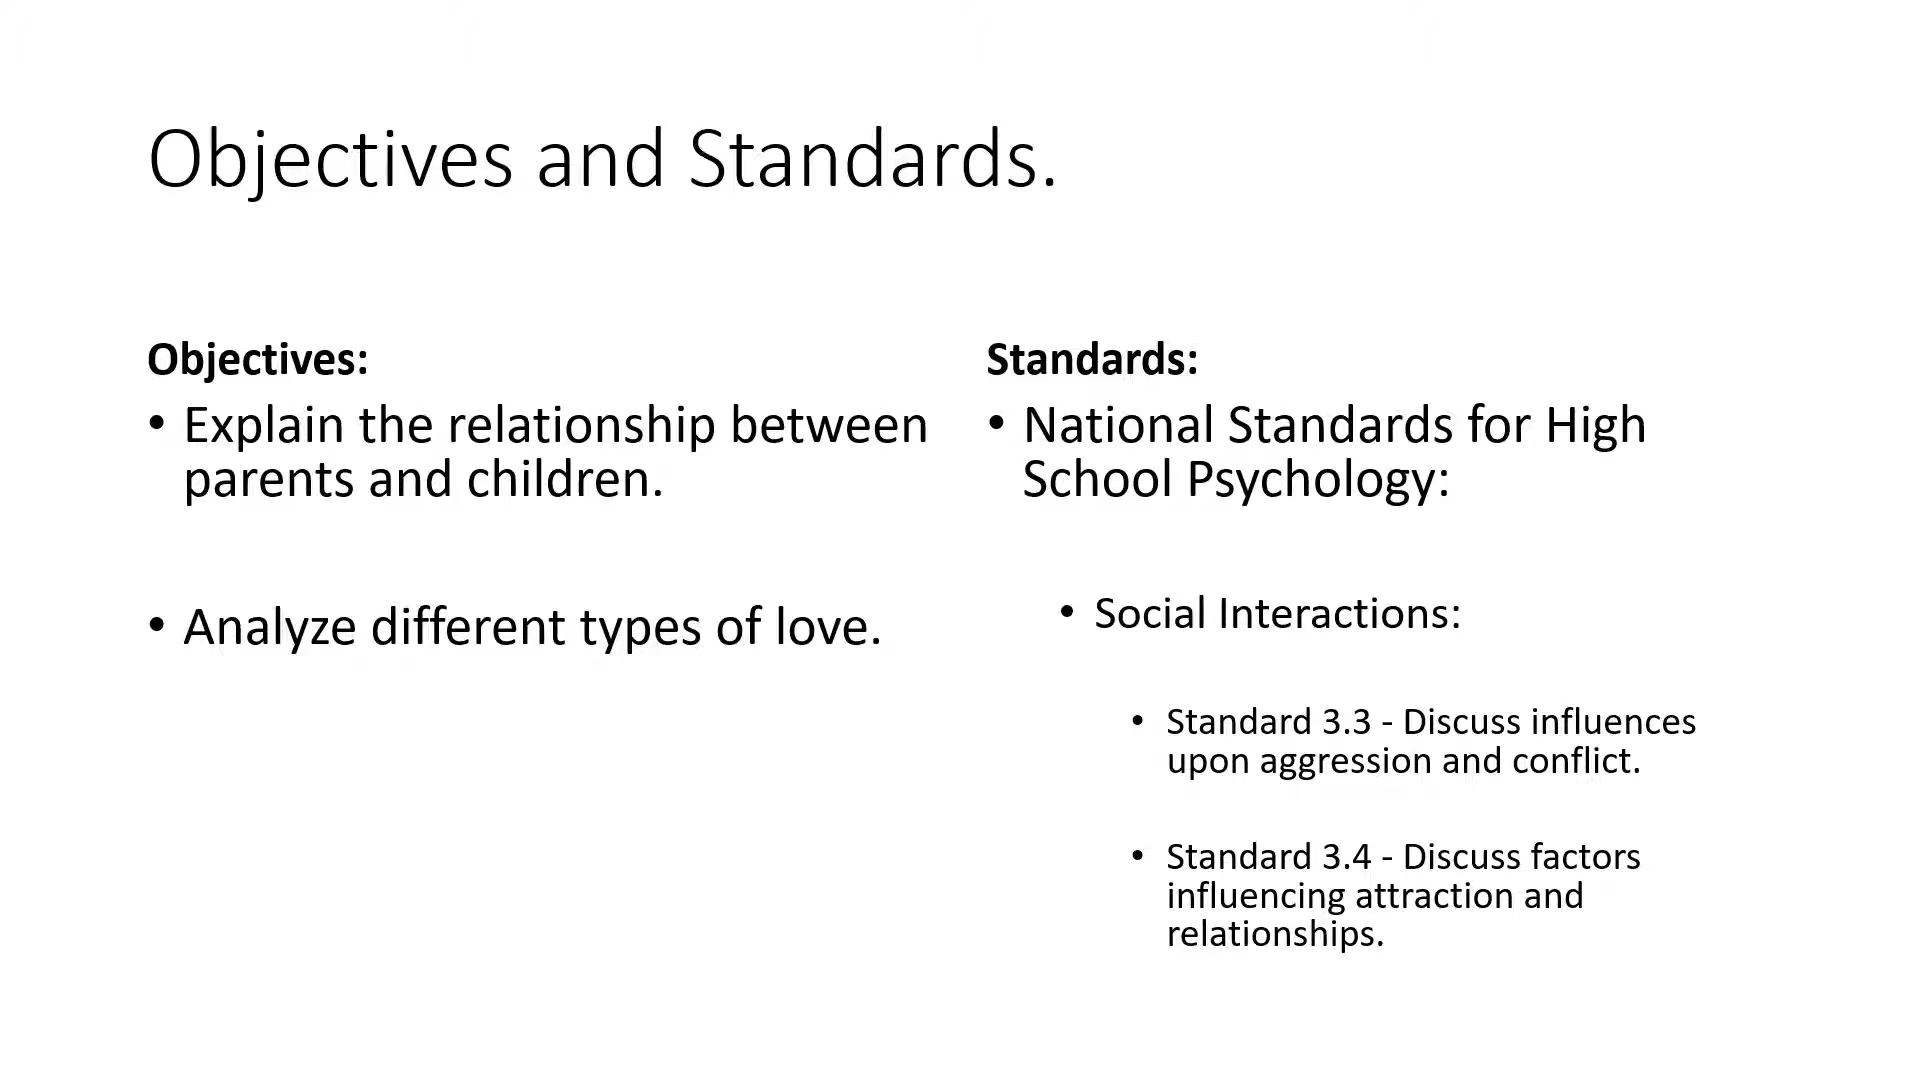 Objectives and Standards.
Objectives:
• Explain the relationship between
parents and children.
• Analyze different types of love.
Standards:
• National Standards for High
School Psychology:
• Social Interactions:
• Standard 3.3 - Discuss influences
upon aggression and conflict.
• Standard 3.4 - Discuss factors
influencing attraction and
relationships.